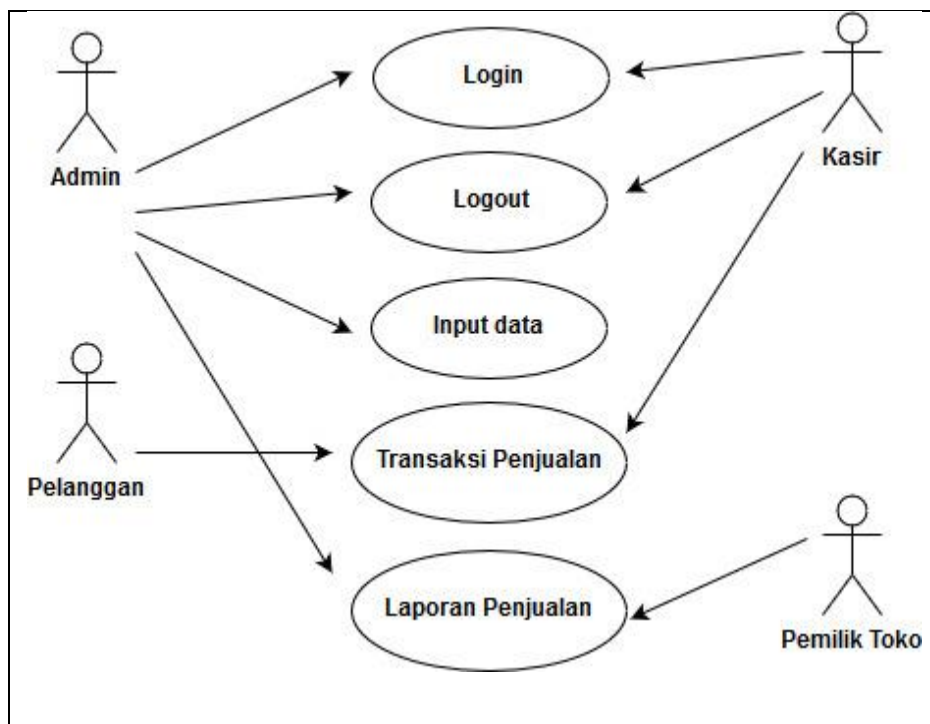 Login
Admin
Kasir
Logout
Input data
Transaksi Penjualan
Pelanggan
Laporan Penjualan
Pemilik Toko